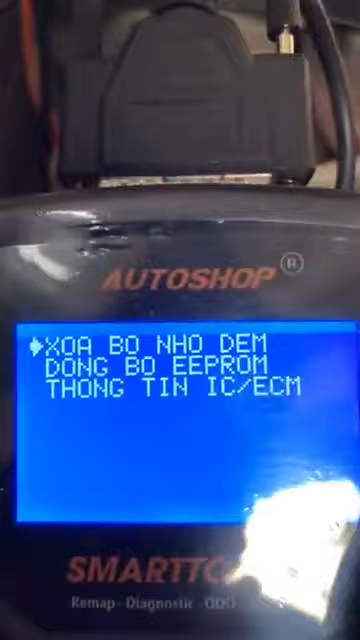 AUTOSHOP ®
XOA BO NHO DEM
DONG BO EEPROM
THONG TIN IC/ECM
Remap - Diagnostic - ODO